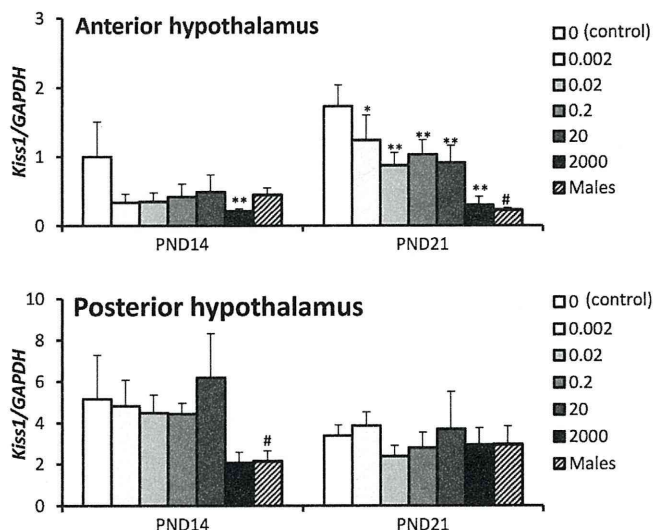 Anterior hypothalamus
Kiss1/GAPDH
3
2
1
0
*
**
**
**
**
**
#
PND14
PND21
0 (control)
0.002
0.02
0.2
20
2000
Males
Posterior hypothalamus
Kiss1/GAPDH
10
8
6
4
2
0
#
PND14
PND21
0 (control)
0.002
0.02
0.2
20
2000
Males